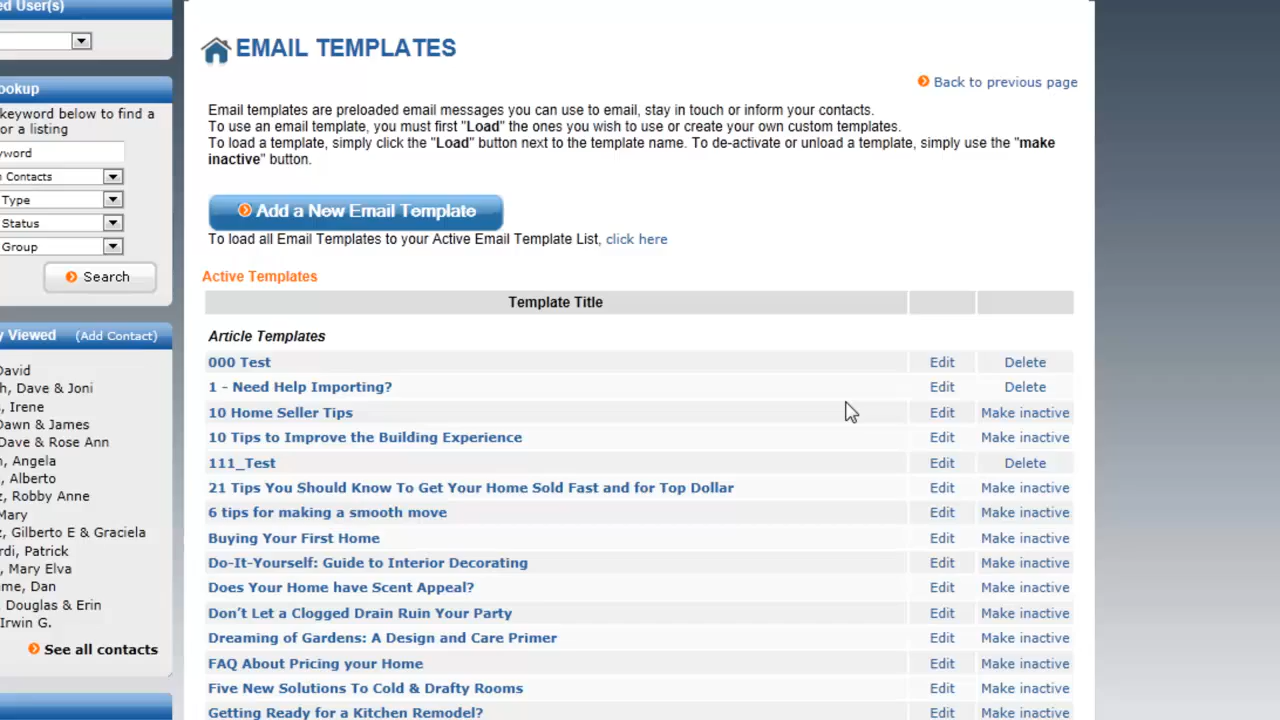 ed User(s)
ookup
keyword below to find a
or a listing
yword
n Contacts
Type
Status
Group
Search
y Viewed (Add Contact)
David
h, Dave & Joni
s, Irene
Dawn & James
Dave & Rose Ann
n, Angela
, Alberto
z, Robby Anne
Mary
z, Gilberto E & Graciela
rdi, Patrick
, Mary Elva
me, Dan
Douglas & Erin
Irwin G.
See all contacts
EMAIL TEMPLATES
Back to previous page
Email templates are preloaded email messages you can use to email, stay in touch or inform your contacts.
To use an email template, you must first "Load" the ones you wish to use or create your own custom templates.
To load a template, simply click the "Load" button next to the template name. To de-activate or unload a template, simply use the "make
inactive" button.
Add a New Email Template
To load all Email Templates to your Active Email Template List, click here
Active Templates
Template Title
Article Templates
000 Test Edit Delete
1 - Need Help Importing? Edit Delete
10 Home Seller Tips Edit Make inactive
10 Tips to Improve the Building Experience Edit Make inactive
111_Test Edit Delete
21 Tips You Should Know To Get Your Home Sold Fast and for Top Dollar Edit Make inactive
6 tips for making a smooth move Edit Make inactive
Buying Your First Home Edit Make inactive
Do-It-Yourself: Guide to Interior Decorating Edit Make inactive
Does Your Home have Scent Appeal? Edit Make inactive
Don't Let a Clogged Drain Ruin Your Party Edit Make inactive
Dreaming of Gardens: A Design and Care Primer Edit Make inactive
FAQ About Pricing your Home Edit Make inactive
Five New Solutions To Cold & Drafty Rooms Edit Make inactive
Getting Ready for a Kitchen Remodel? Edit Make inactive